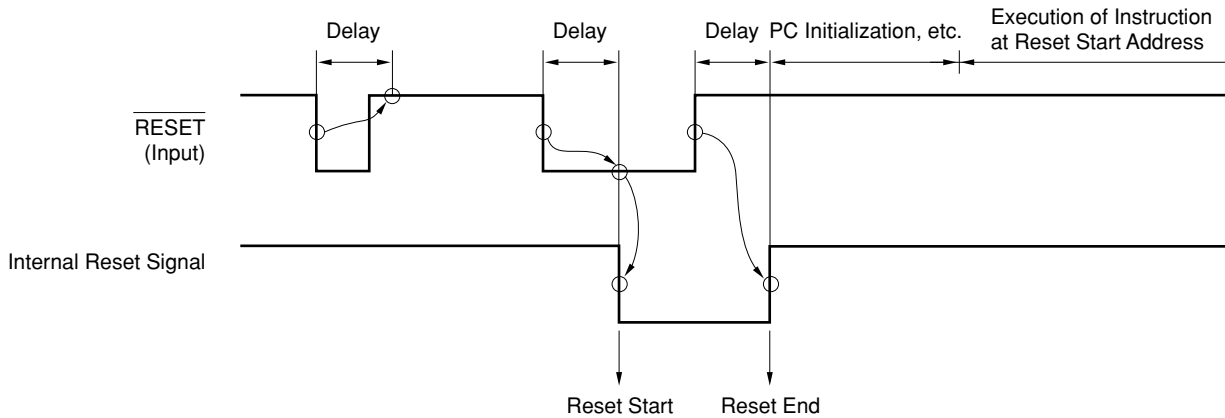 Execution of Instruction
at Reset Start Address
Delay
Delay
Delay
PC Initialization, etc.
RESET
(Input)
Internal Reset Signal
Reset Start
Reset End